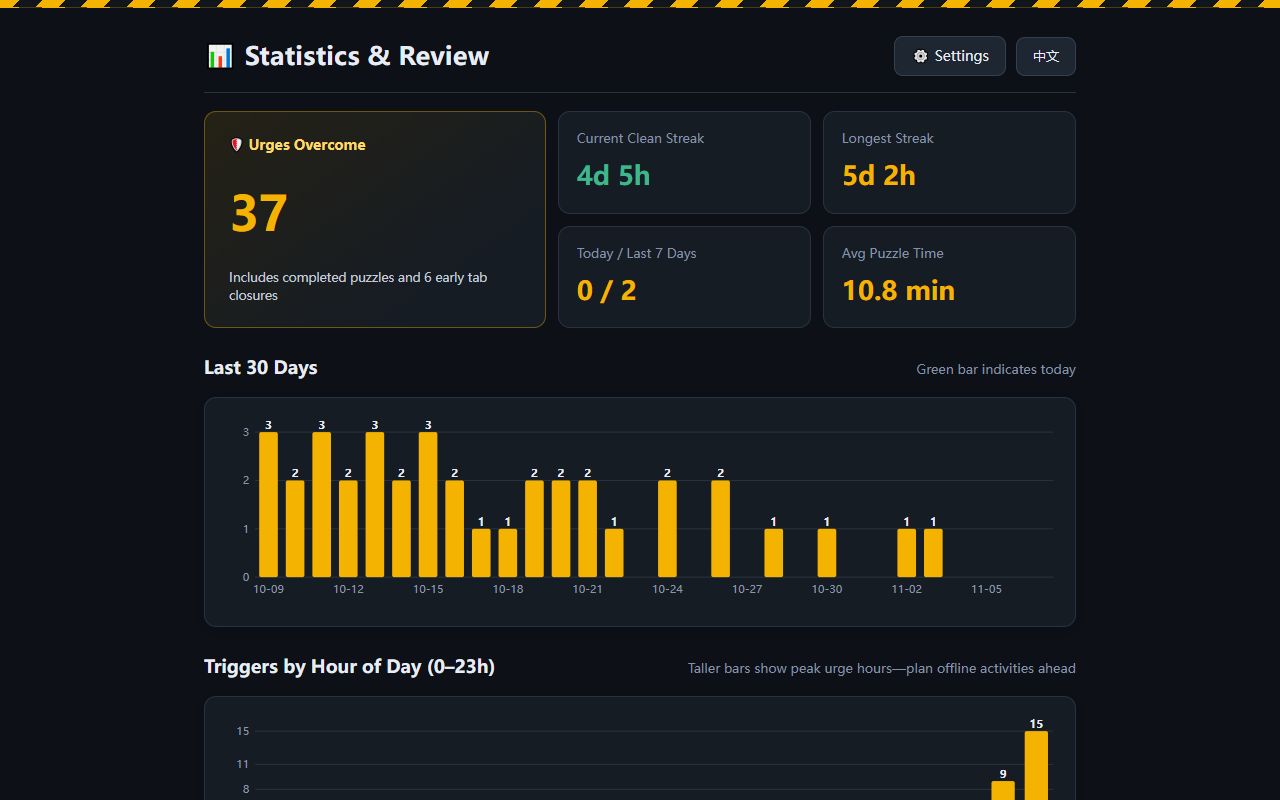 📊 Statistics & Review
⚙ Settings
中文
Urges Overcome
37
Includes completed puzzles and 6 early tab
closures
Current Clean Streak
4d 5h
Longest Streak
5d 2h
Today / Last 7 Days
0 / 2
Avg Puzzle Time
10.8 min
Last 30 Days
Green bar indicates today
3 2 3 2 3 2 3 2 1 1 2 2 2 1 2 2 1 1 1 1
3
2
1
0
10-09 10-12 10-15 10-18 10-21 10-24 10-27 10-30 11-02 11-05
Triggers by Hour of Day (0–23h)
Taller bars show peak urge hours—plan offline activities ahead
15
11
8
9
15